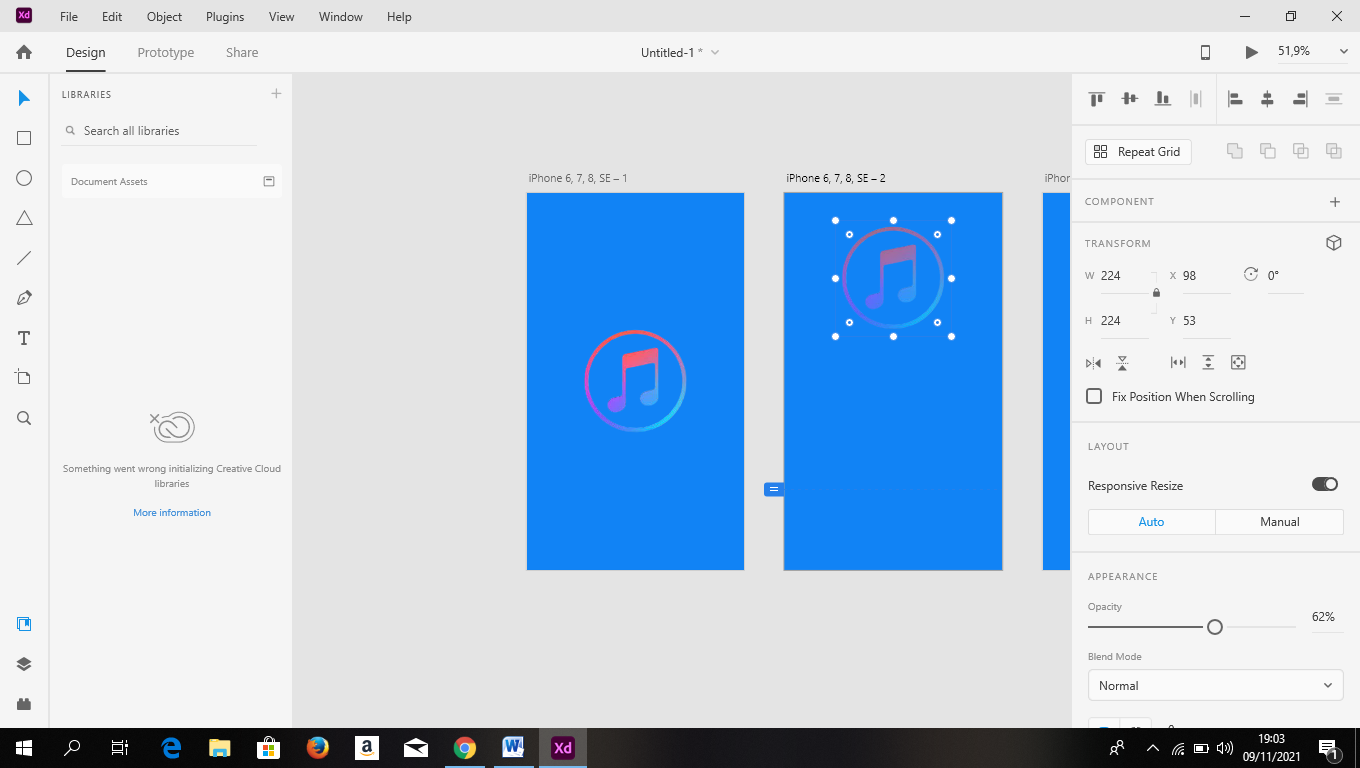 Xd File Edit Object Plugins View Window Help
Design Prototype Share Untitled-1 * 51,9%
LIBRARIES
Search all libraries
Document Assets
Something went wrong initializing Creative Cloud
libraries
More information
iPhone 6, 7, 8, SE – 1
iPhone 6, 7, 8, SE – 2
iPhor
Repeat Grid
COMPONENT
TRANSFORM
W 224 X 98 0°
H 224 Y 53
Fix Position When Scrolling
LAYOUT
Responsive Resize
Auto Manual
APPEARANCE
Opacity
62%
Blend Mode
Normal
a W Xd
19:03
09/11/2021
1